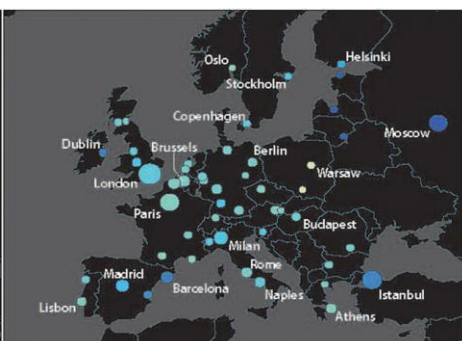 Helsinki
Oslo
Stockholm
Copenhagen
Moscow
Dublin
Brussels
Berlin
London
Warsaw
Paris
Budapest
Milan
Madrid
Rome
Barcelona
Naples
Lisbon
Istanbul
Athens